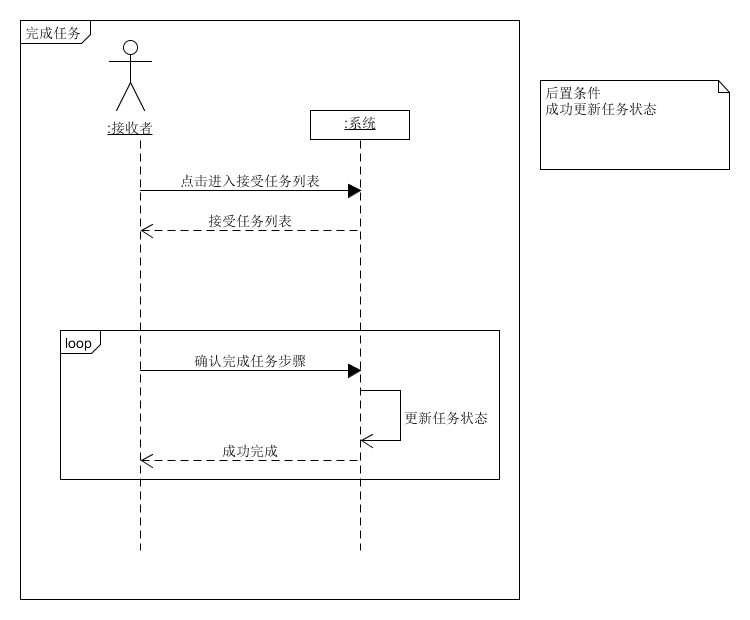 完成任务
:接收者
:系统
后置条件
成功更新任务状态
点击进入接受任务列表
接受任务列表
loop
确认完成任务步骤
更新任务状态
成功完成